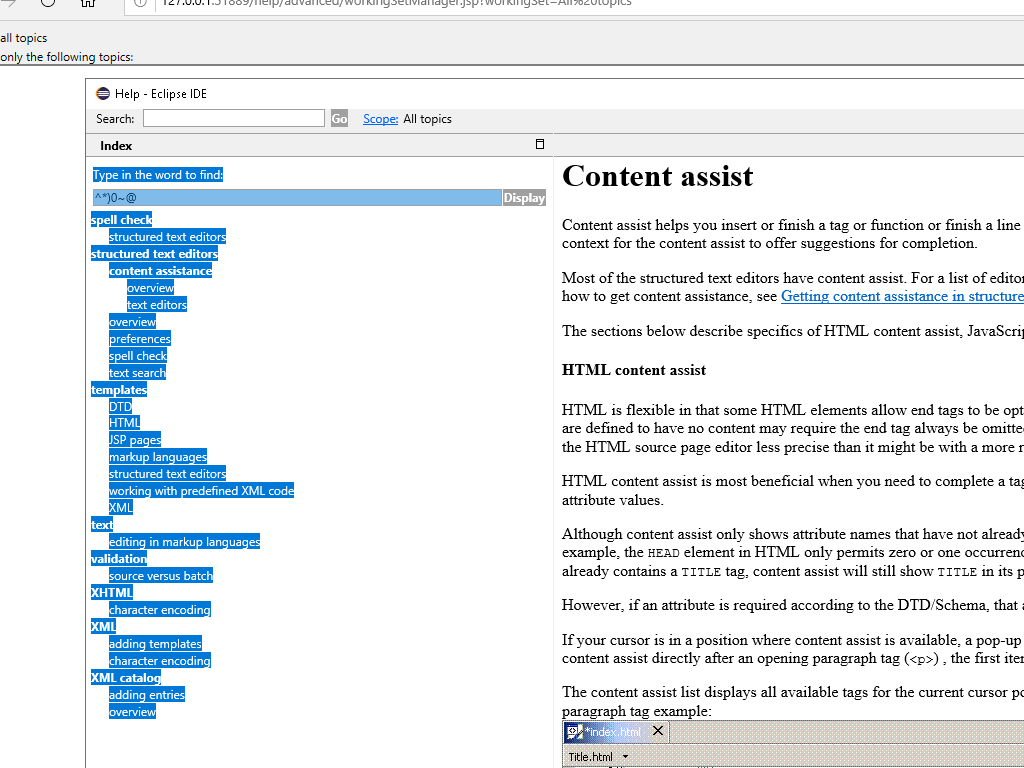 127.0.0.1:51889/help/advanced/workingSetManager.jsp?workingSet=All%20topics
all topics
only the following topics:
Help - Eclipse IDE
Search: Go Scope: All topics
Index
Type in the word to find:
^*)0~@ Display
spell check
structured text editors
structured text editors
content assistance
overview
text editors
overview
preferences
spell check
text search
templates
DTD
HTML
JSP pages
markup languages
structured text editors
working with predefined XML code
XML
text
editing in markup languages
validation
source versus batch
XHTML
character encoding
XML
adding templates
character encoding
XML catalog
adding entries
overview
Content assist
Content assist helps you insert or finish a tag or function or finish a line
context for the content assist to offer suggestions for completion.
Most of the structured text editors have content assist. For a list of edito
how to get content assistance, see Getting content assistance in structure
The sections below describe specifics of HTML content assist, JavaScrip
HTML content assist
HTML is flexible in that some HTML elements allow end tags to be opt
are defined to have no content may require the end tag always be omitte
the HTML source page editor less precise than it might be with a more r
HTML content assist is most beneficial when you need to complete a tag
attribute values.
Although content assist only shows attribute names that have not already
example, the HEAD element in HTML only permits zero or one occurrenc
already contains a TITLE tag, content assist will still show TITLE in its p
However, if an attribute is required according to the DTD/Schema, that a
If your cursor is in a position where content assist is available, a pop-up
content assist directly after an opening paragraph tag (<p>) , the first iter
The content assist list displays all available tags for the current cursor po
paragraph tag example:
*index.html
Title.html